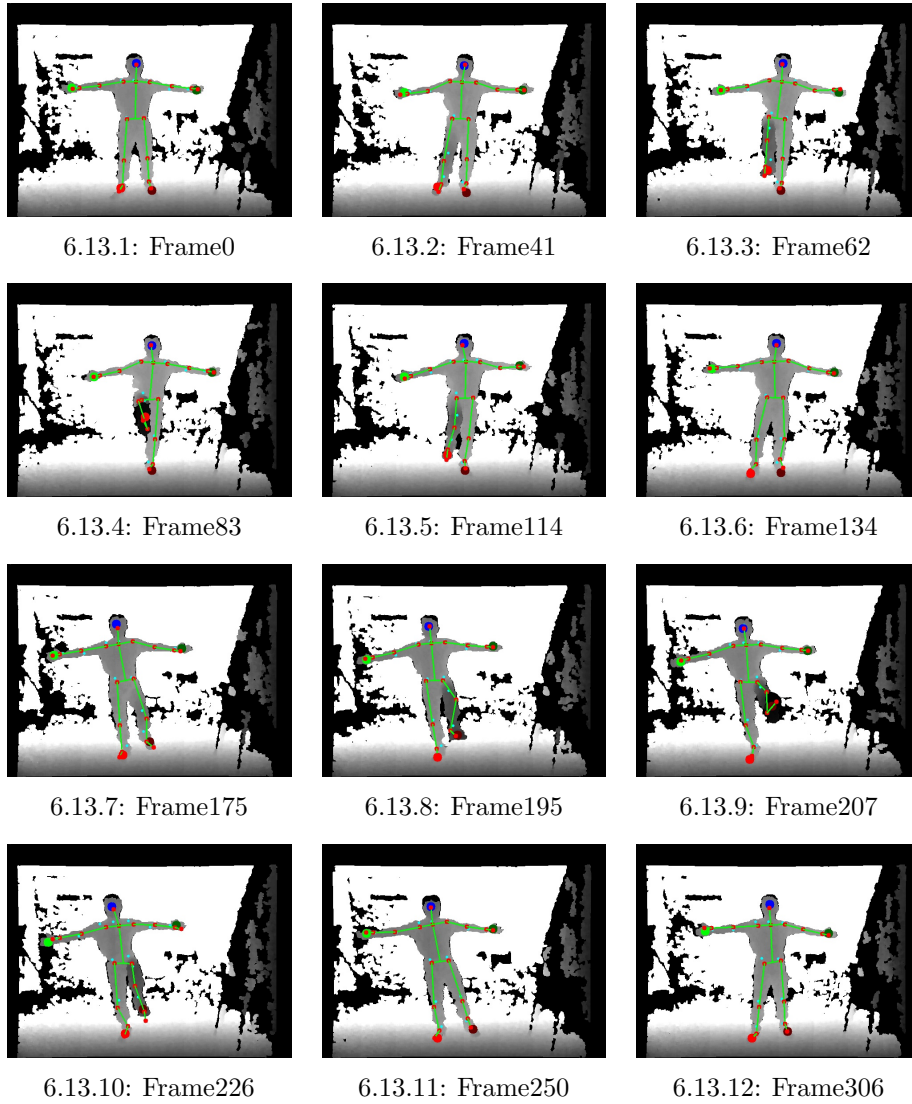 6.13.1: Frame0
6.13.2: Frame41
6.13.3: Frame62
6.13.4: Frame83
6.13.5: Frame114
6.13.6: Frame134
6.13.7: Frame175
6.13.8: Frame195
6.13.9: Frame207
6.13.10: Frame226
6.13.11: Frame250
6.13.12: Frame306